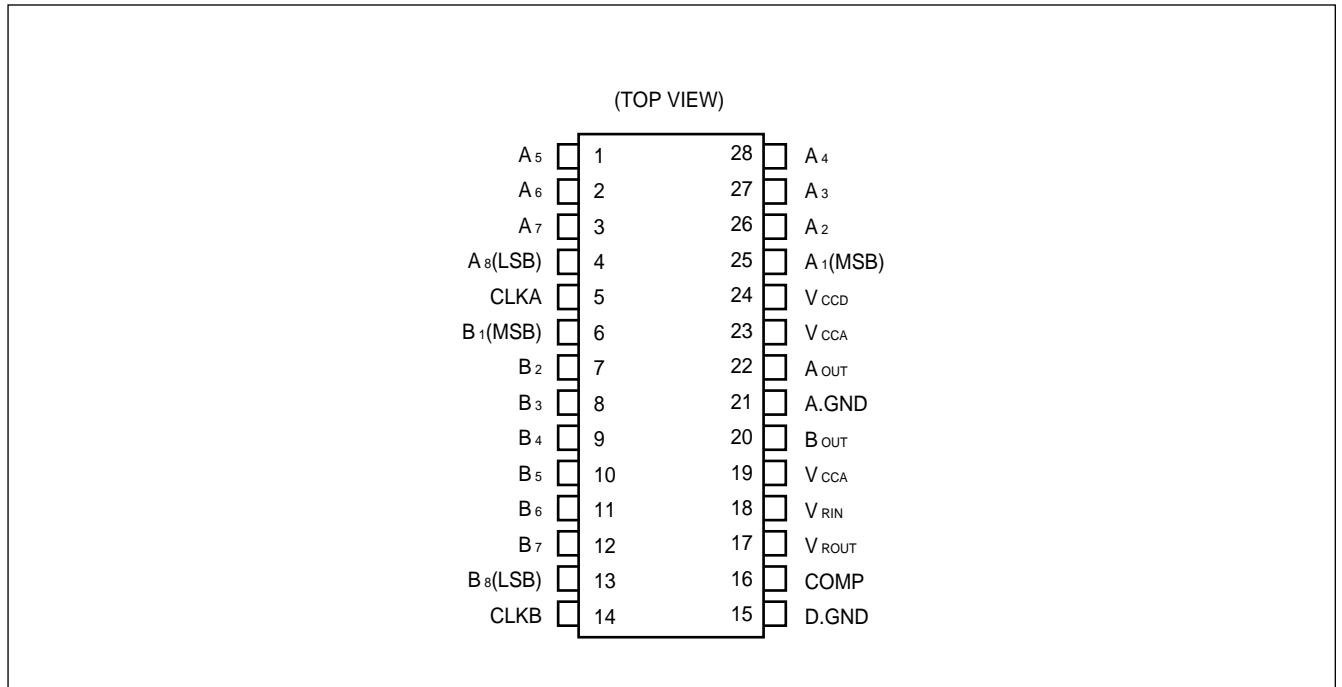 (TOP VIEW)
A5 1 28 A4
A6 2 27 A3
A7 3 26 A2
A8(LSB) 4 25 A1(MSB)
CLKA 5 24 VCCD
B1(MSB) 6 23 VCCA
B2 7 22 AOUT
B3 8 21 A.GND
B4 9 20 BOUT
B5 10 19 VCCA
B6 11 18 VRIN
B7 12 17 VROUT
B8(LSB) 13 16 COMP
CLKB 14 15 D.GND